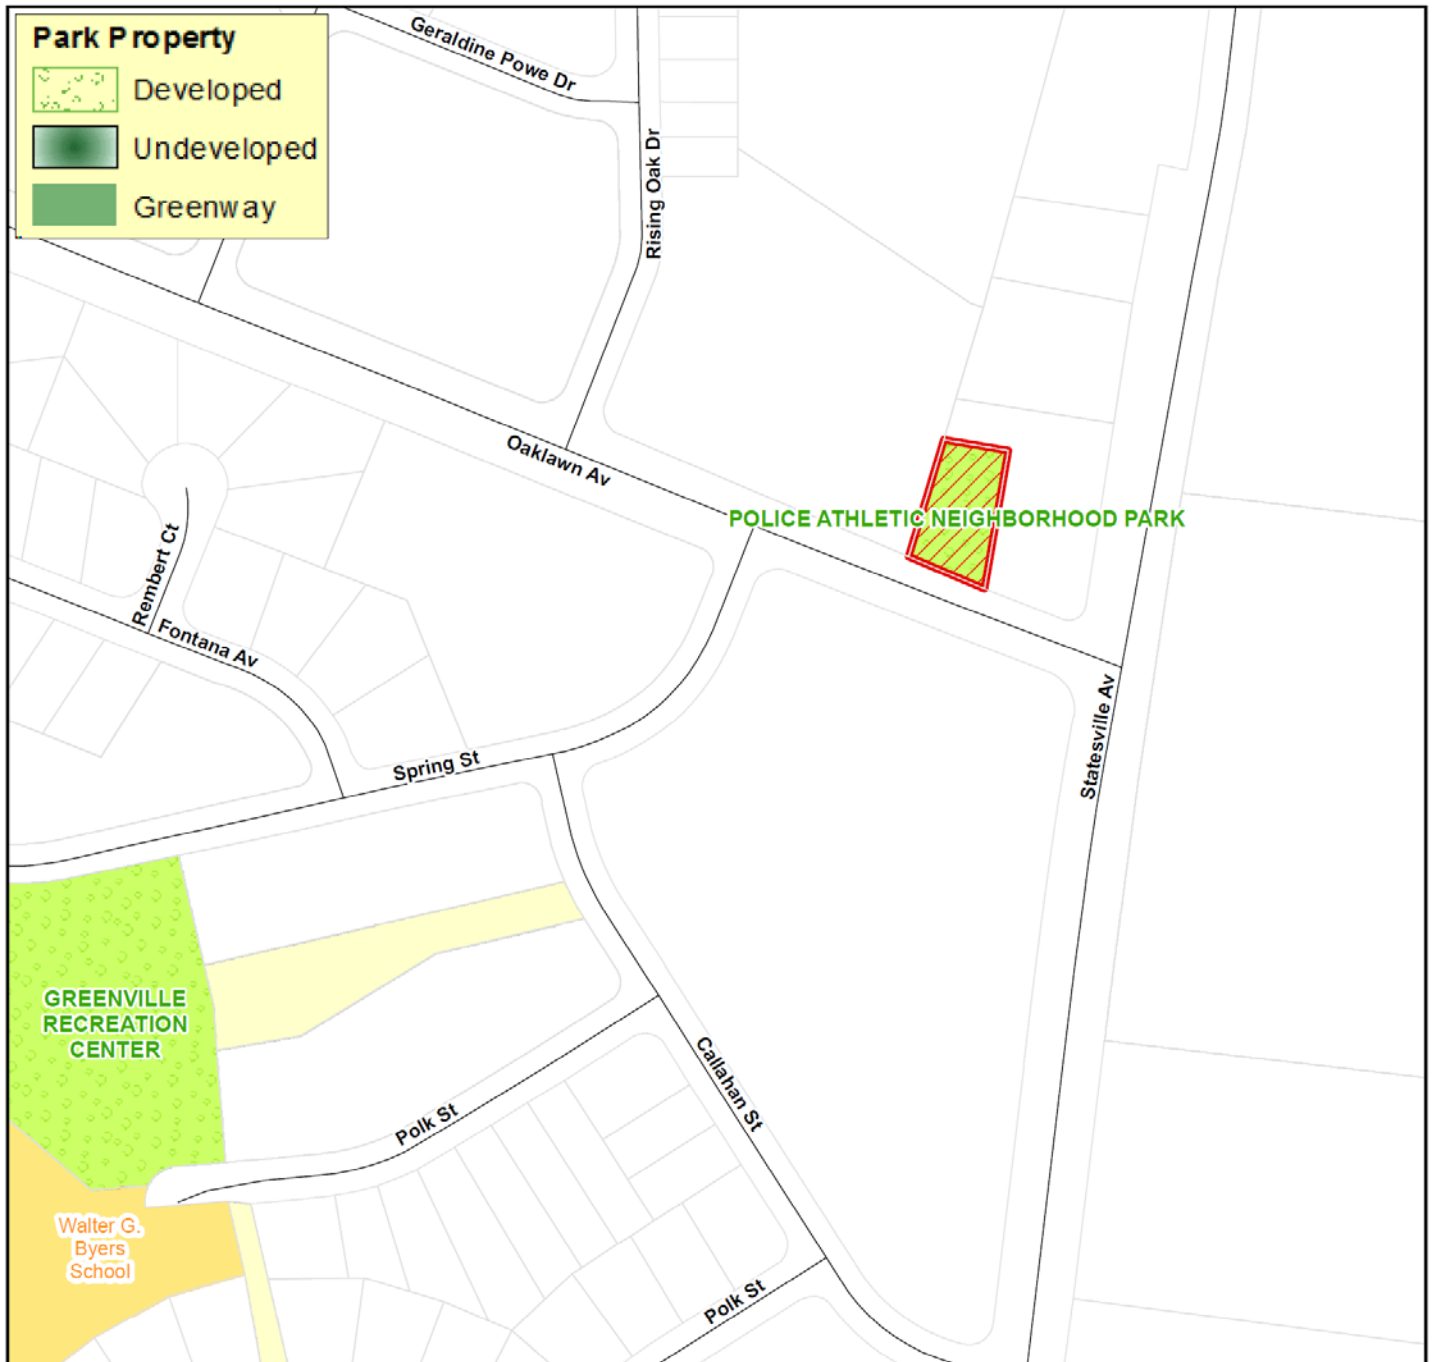 Park Property
Developed
Undeveloped
Greenway
Geraldine Powe Dr
Rising Oak Dr
Oaklawn Av
POLICE ATHLETIC NEIGHBORHOOD PARK
Rembert Ct
Fontana Av
Statesville Av
Spring St
GREENVILLE
RECREATION
CENTER
Callahan St
Polk St
Walter G.
Byers
School
Polk St